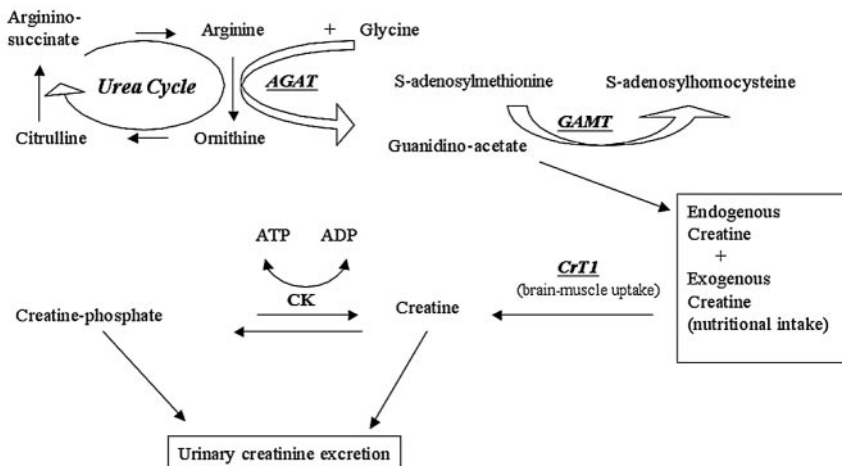 Arginino-
succinate
Arginine
+
Glycine
Urea Cycle
AGAT
Citrulline
Ornithine
S-adenosylmethionine
S-adenosylhomocysteine
GAMT
Guanidino-acetate
Endogenous
Creatine
+
Exogenous
Creatine
(nutritional intake)
ATP
ADP
CK
CrT1
(brain-muscle uptake)
Creatine-phosphate
Creatine
Urinary creatinine excretion